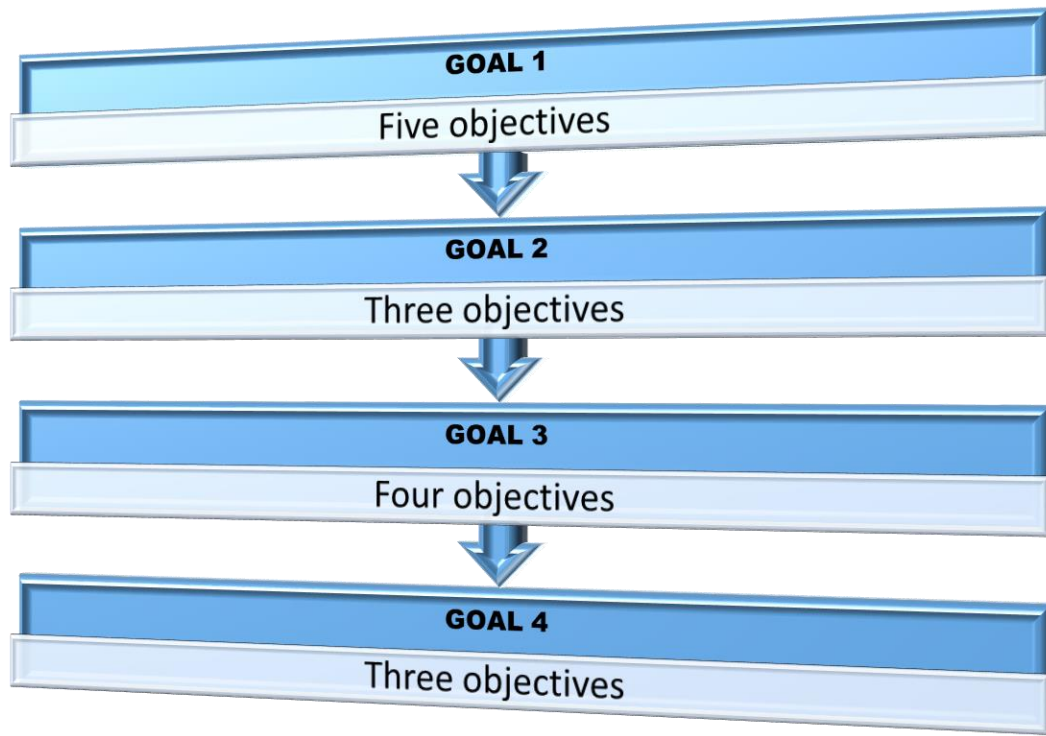 GOAL 1
Five objectives
GOAL 2
Three objectives
GOAL 3
Four objectives
GOAL 4
Three objectives